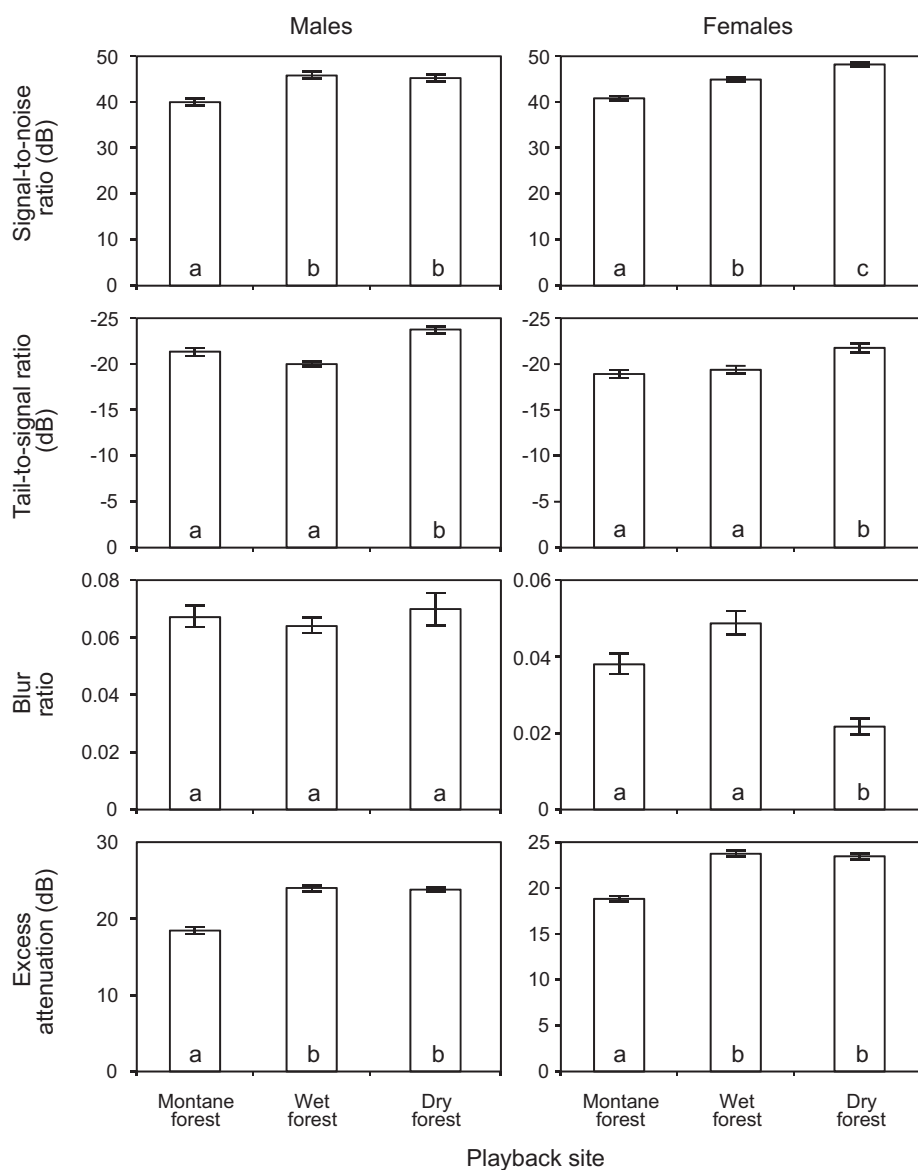 Males
Females
Signal-to-noise
ratio (dB)
50
40
30
20
10
0
a
b
b
50
40
30
20
10
0
a
b
c
Tail-to-signal ratio
(dB)
-25
-20
-15
-10
-5
0
a
a
b
-25
-20
-15
-10
-5
0
a
a
b
Blur
ratio
0.08
0.06
0.04
0.02
0
a
a
a
0.06
0.04
0.02
0
a
a
b
Excess
attenuation (dB)
30
20
10
0
a
b
b
25
20
15
10
5
0
a
b
b
Montane
forest
Wet
forest
Dry
forest
Montane
forest
Wet
forest
Dry
forest
Playback site